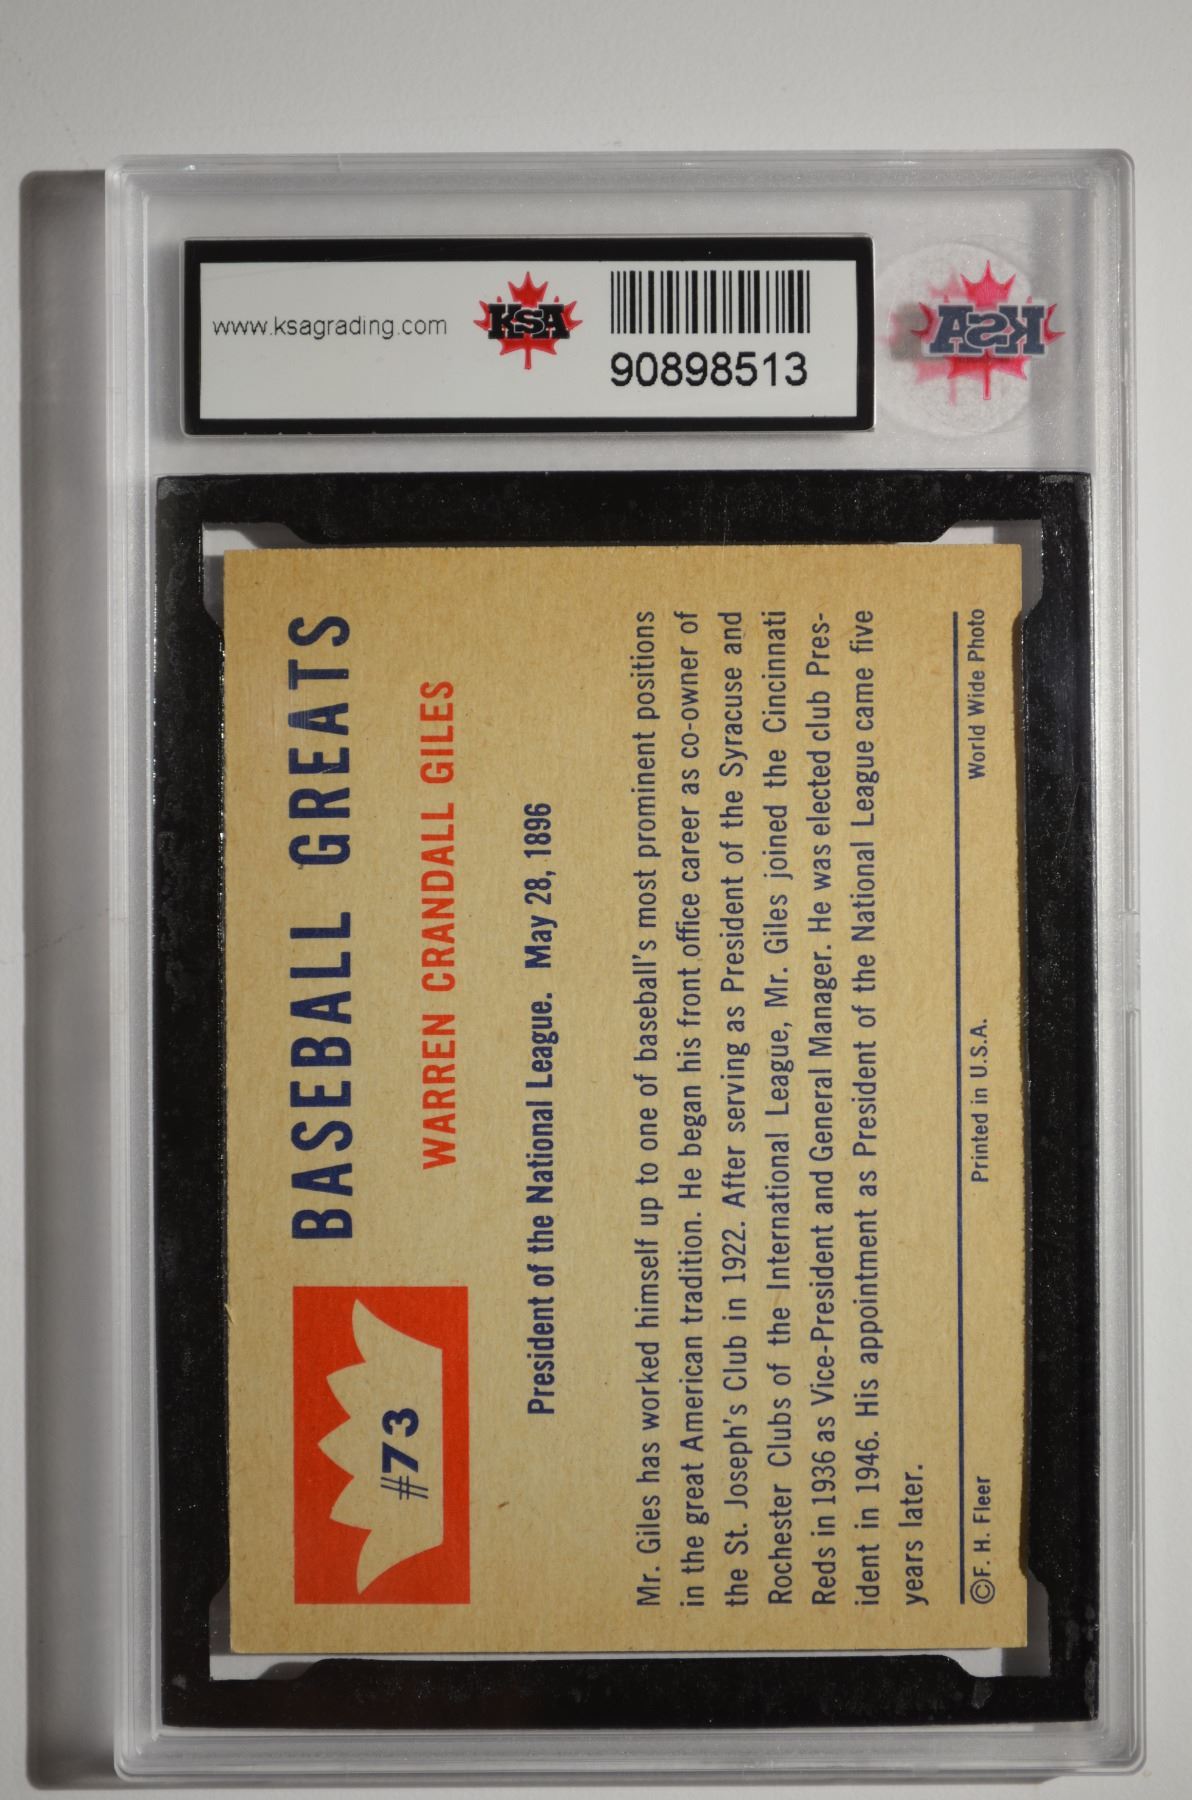 www.ksagrading.com
KSA
90898513
KSA
#73
BASEBALL GREATS
WARREN CRANDALL GILES
President of the National League. May 28, 1896
Mr. Giles has worked himself up to one of baseball's most prominent positions
in the great American tradition. He began his front office career as co-owner of
the St. Joseph's Club in 1922. After serving as President of the Syracuse and
Rochester Clubs of the International League, Mr. Giles joined the Cincinnati
Reds in 1936 as Vice-President and General Manager. He was elected club Pres-
ident in 1946. His appointment as President of the National League came five
years later.
©F. H. Fleer Printed in U.S.A. World Wide Photo